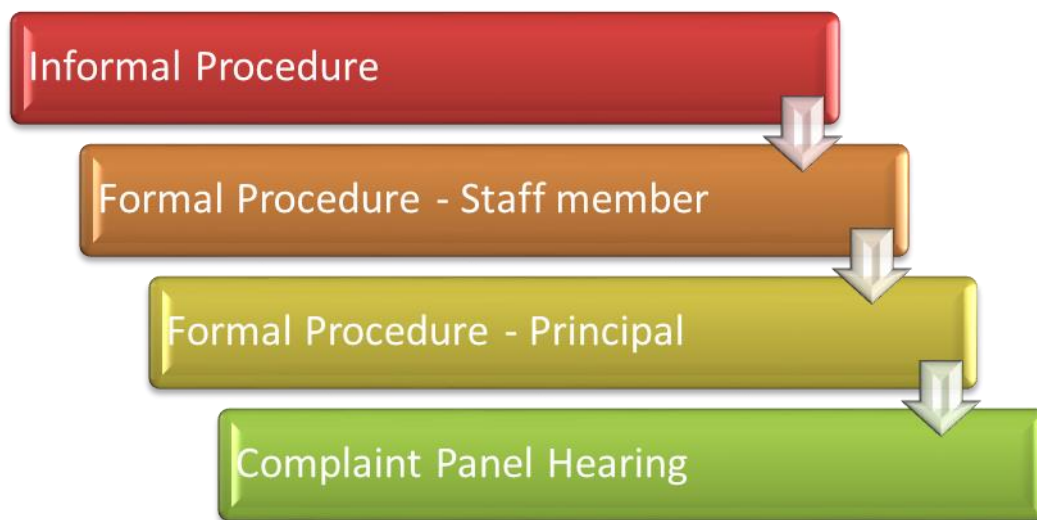 Informal Procedure
Formal Procedure - Staff member
Formal Procedure - Principal
Complaint Panel Hearing